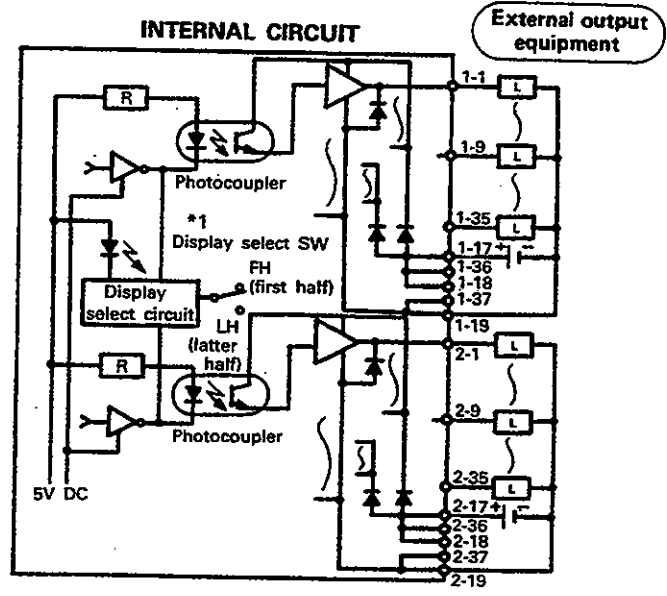 INTERNAL CIRCUIT
External output
equipment
R
Photocoupler
*1
Display select SW
FH
(first half)
Display
select circuit
LH
(latter
half)
R
Photocoupler
5V DC
1-1
L
1-9
L
1-35
L
1-17
+ -
1-36
1-18
1-37
1-19
2-1
L
2-9
L
2-35
L
2-17
+ -
2-36
2-18
2-37
2-19